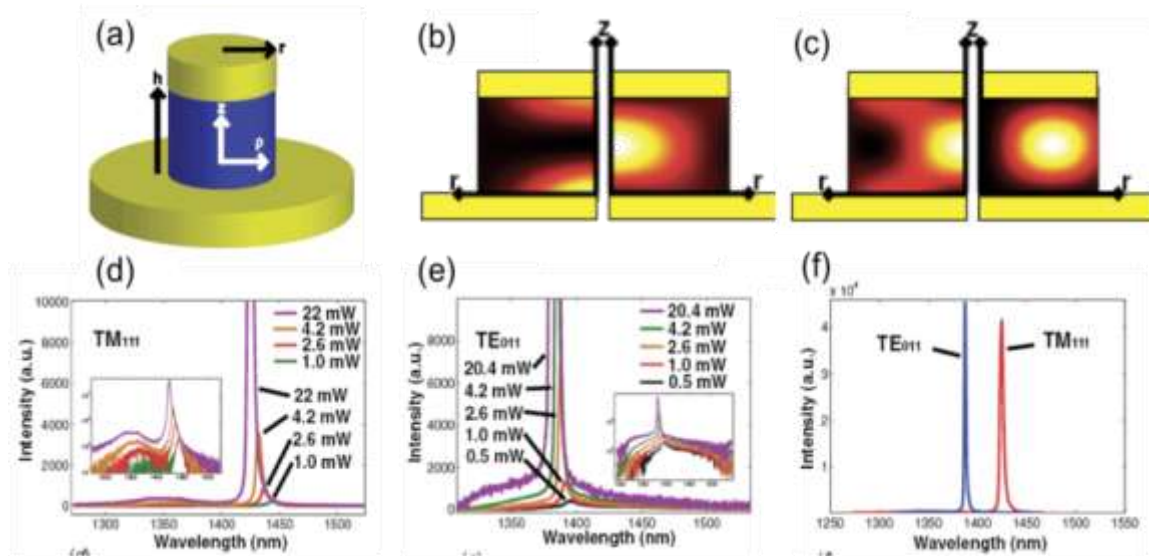 (a)
r
h
z
ρ
(b)
z
r
r
(c)
z
r
r
(d)
Intensity (a.u.)
10000
8000
6000
4000
2000
0
TM₁₁₁
22 mW
4.2 mW
2.6 mW
1.0 mW
22 mW
4.2 mW
2.6 mW
1.0 mW
1300
1400
1500
Wavelength (nm)
(e)
Intensity (a.u.)
8000
6000
4000
2000
0
TE₀₁₁
20.4 mW
4.2 mW
2.6 mW
1.0 mW
0.5 mW
20.4 mW
4.2 mW
2.6 mW
1.0 mW
0.5 mW
1350
1400
1450
1500
Wavelength (nm)
(f)
Intensity (a.u.)
4
3
2
1
TE₀₁₁
TM₁₁₁
1250
1300
1350
1400
1450
1500
1550
Wavelength (nm)